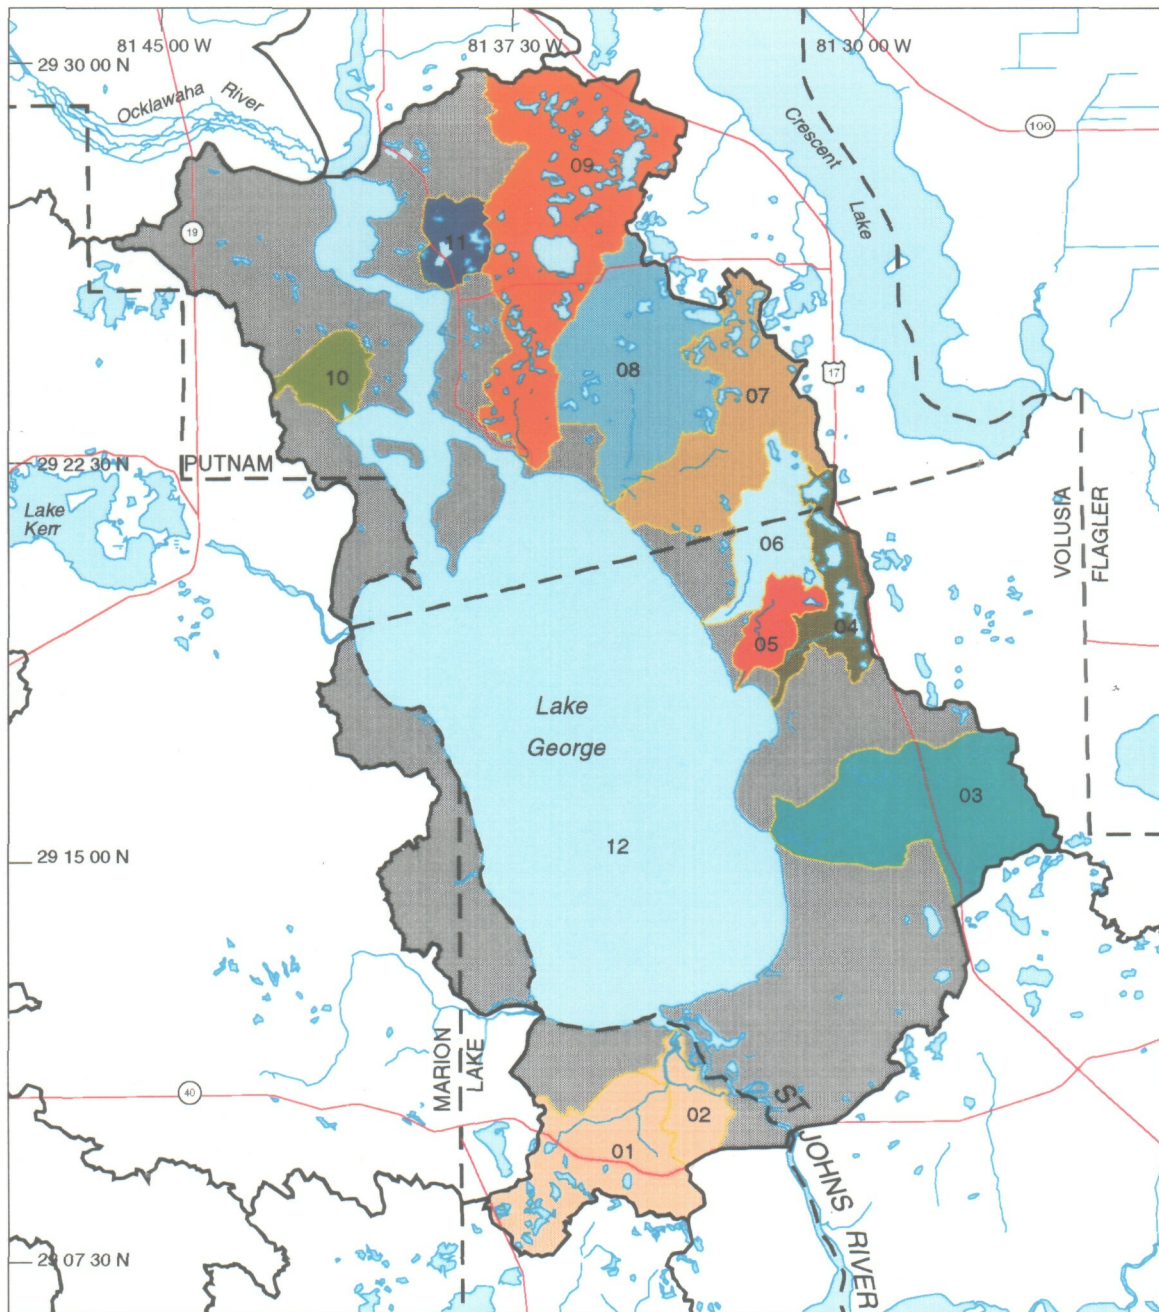 81 45 00 W
81 37 30 W
81 30 00 W
29 30 00 N
Ocklawaha River
Crescent
Lake
100
09
19
11
08
10
07
17
29 22 30 N
PUTNAM
Lake
Kerr
06
VOLUSIA
FLAGLER
04
05
Lake
George
03
12
29 15 00 N
MARION
LAKE
40
ST JOHNS RIVER
02
01
29 07 30 N